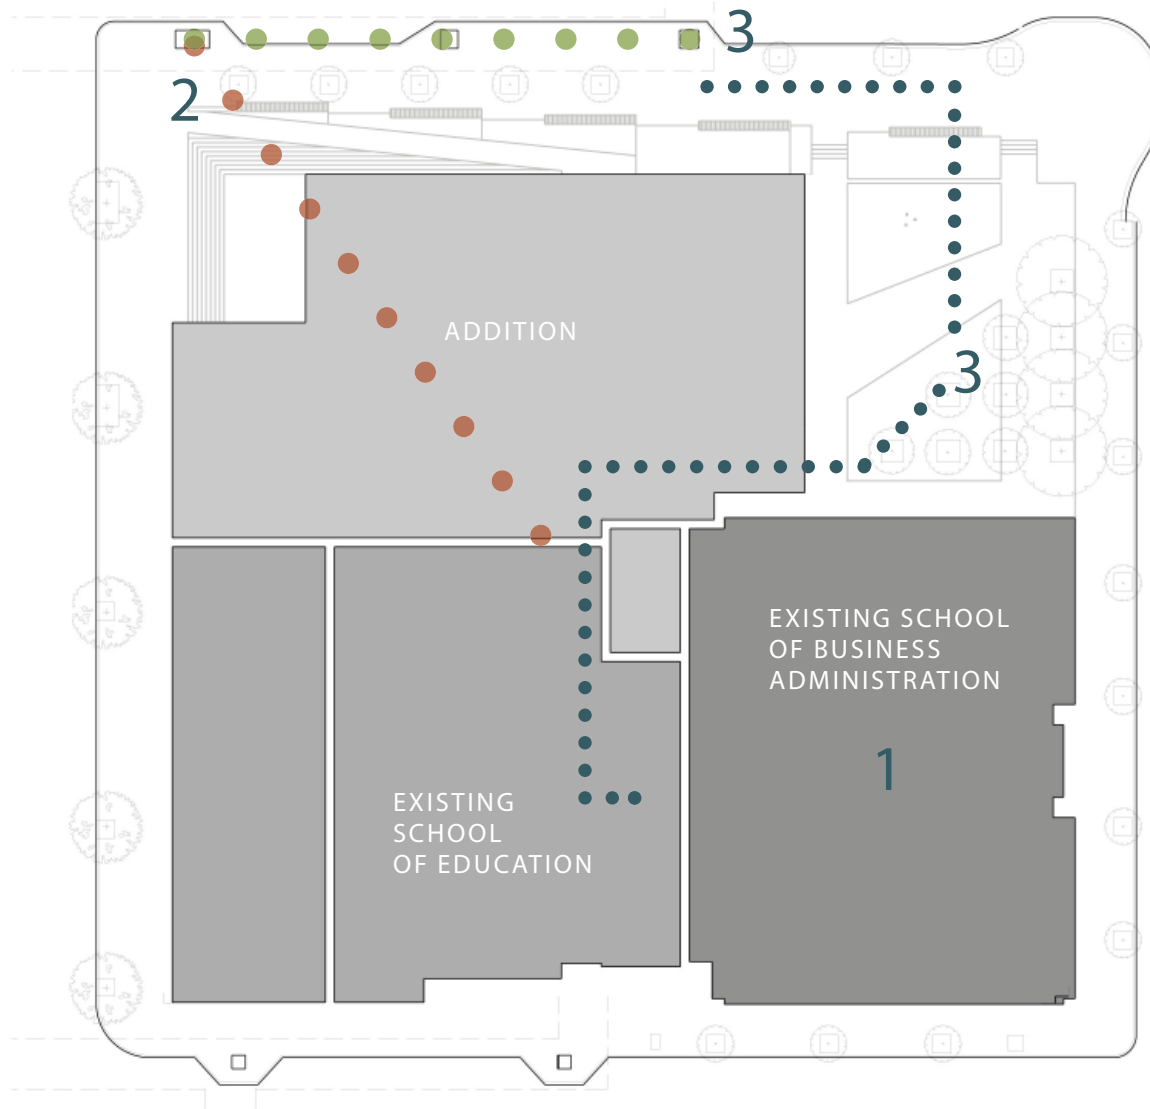 3
2
ADDITION
3
EXISTING SCHOOL
OF BUSINESS
ADMINISTRATION
1
EXISTING
SCHOOL
OF EDUCATION